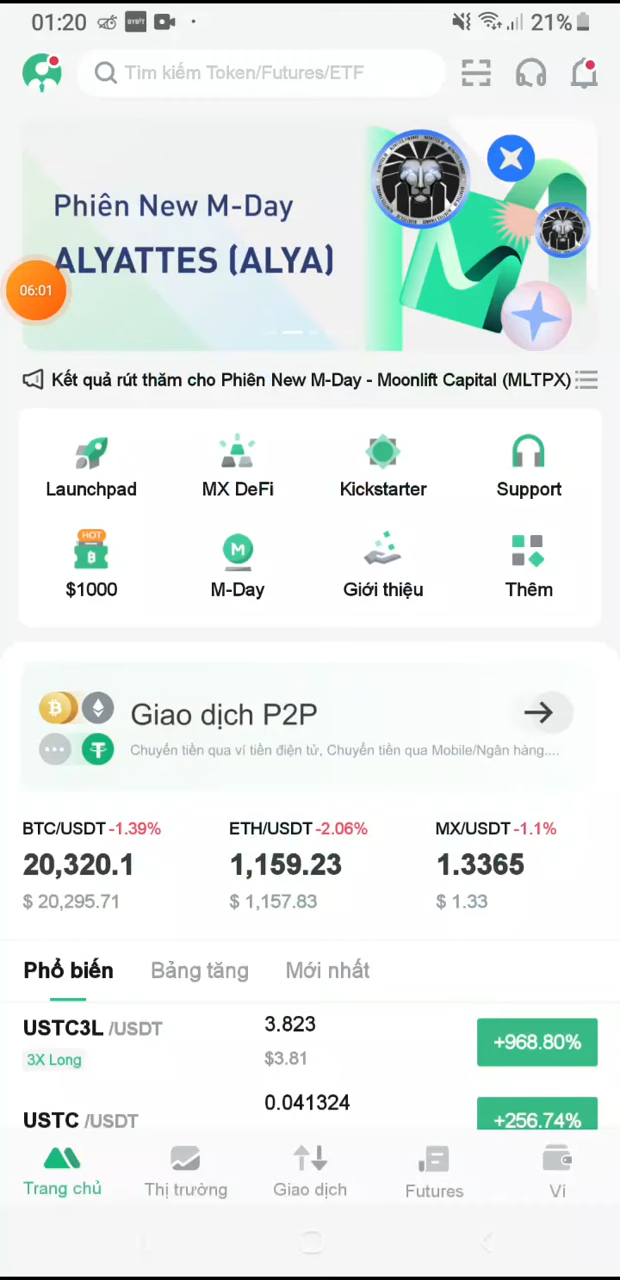 01:20 BYBIT 21%
Tìm kiếm Token/Futures/ETF
Phiên New M-Day
ALYATTES (ALYA)
06:01
Kết quả rút thăm cho Phiên New M-Day - Moonlift Capital (MLTPX)
Launchpad MX DeFi Kickstarter Support
HOT
$1000 M-Day Giới thiệu Thêm
Giao dịch P2P
Chuyển tiền qua ví tiền điện tử, Chuyển tiền qua Mobile/Ngân hàng....
BTC/USDT -1.39% ETH/USDT -2.06% MX/USDT -1.1%
20,320.1 1,159.23 1.3365
$ 20,295.71 $ 1,157.83 $ 1.33
Phổ biến Bảng tăng Mới nhất
USTC3L /USDT 3.823 +968.80%
3X Long $3.81
USTC /USDT 0.041324 +256.74%
Trang chủ Thị trường Giao dịch Futures Ví